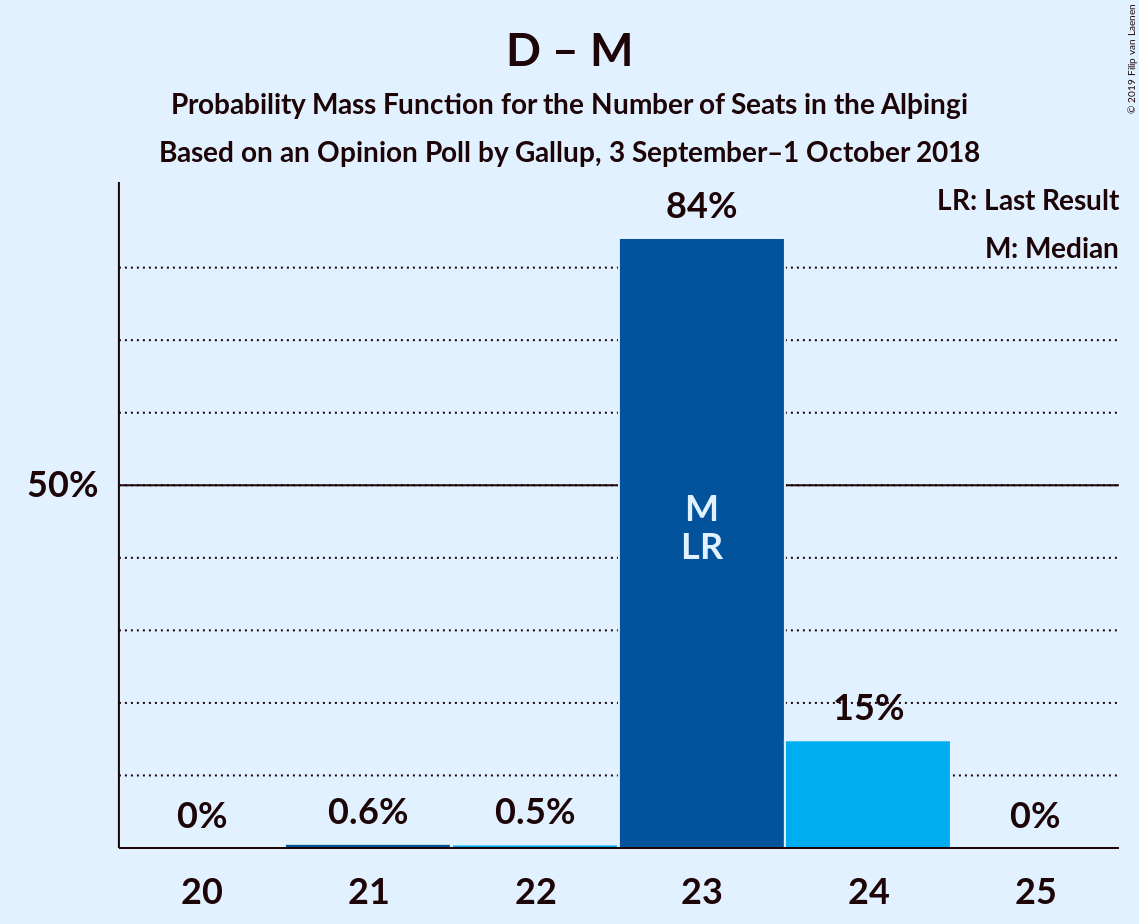 D – M
Probability Mass Function for the Number of Seats in the Alþingi
Based on an Opinion Poll by Gallup, 3 September–1 October 2018
© 2019 Filip van Laenen
LR: Last Result
M: Median
84%
50%
M
LR
15%
0%
0.6%
0.5%
0%
20
21
22
23
24
25